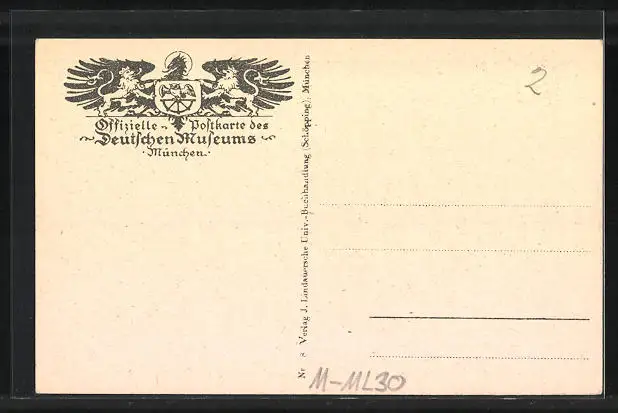 Offizielle - Postkarte des
Deutschen Museums
·München·
Nr 8 Verlag J. Lindauersche Univ.-Buchhandlung (Schöpping), München
2
M-ML30